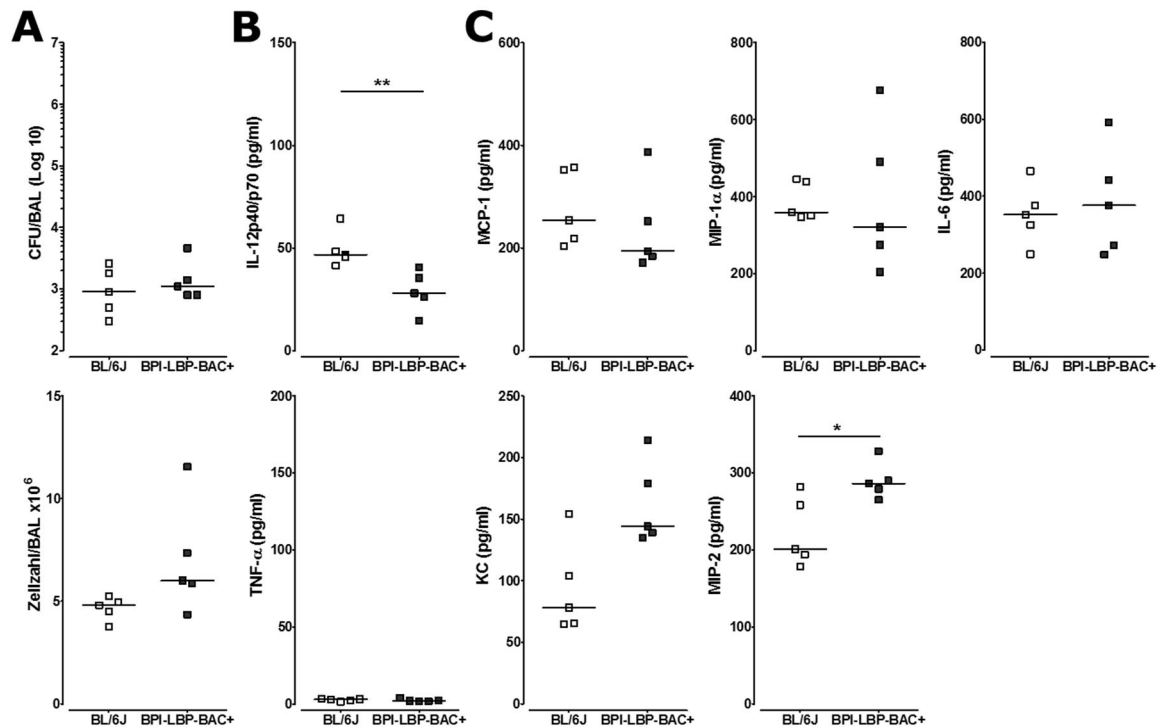 A
B
C
CFU/BAL (Log 10)
7
6
5
4
3
2
BL/6J
BPI-LBP-BAC+
IL-12p40/p70 (pg/ml)
150
100
50
0
**
BL/6J
BPI-LBP-BAC+
MCP-1 (pg/ml)
600
400
200
0
BL/6J
BPI-LBP-BAC+
MIP-1α (pg/ml)
800
600
400
200
0
BL/6J
BPI-LBP-BAC+
IL-6 (pg/ml)
800
600
400
200
0
BL/6J
BPI-LBP-BAC+
Zellzahl/BAL x10⁶
15
10
5
0
BL/6J
BPI-LBP-BAC+
TNF-α (pg/ml)
200
150
100
50
0
BL/6J
BPI-LBP-BAC+
KC (pg/ml)
250
200
150
100
50
0
BL/6J
BPI-LBP-BAC+
MIP-2 (pg/ml)
400
300
200
100
0
*
BL/6J
BPI-LBP-BAC+